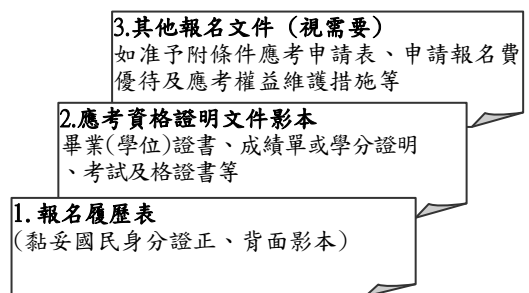 3.其他報名文件（視需要）
如准予附條件應考申請表、申請報名費
優待及應考權益維護措施等
2.應考資格證明文件影本
畢業(學位)證書、成績單或學分證明
、考試及格證書等
1.報名履歷表
(黏妥國民身分證正、背面影本)